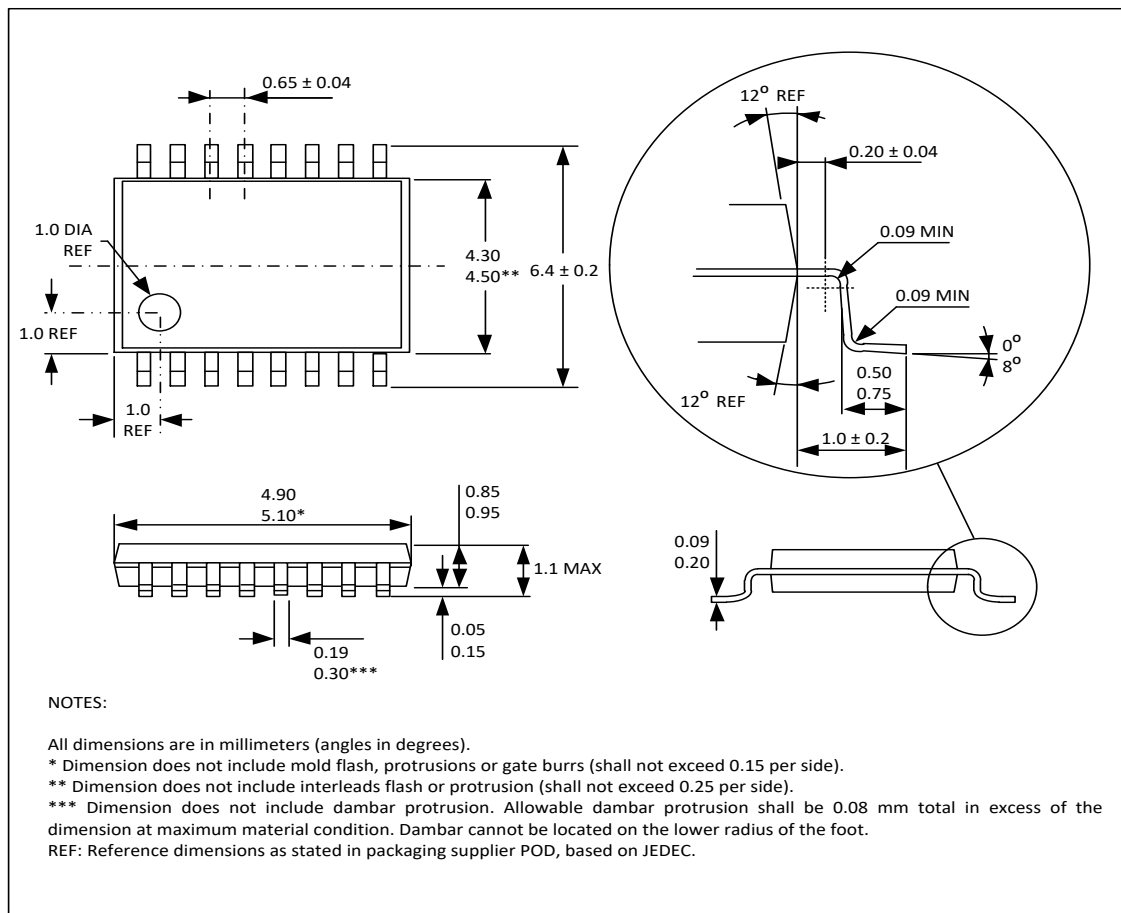 0.65 ± 0.04
12° REF
0.20 ± 0.04
1.0 DIA
REF
0.09 MIN
4.30
4.50**
6.4 ± 0.2
0.09 MIN
1.0 REF
0°
8°
0.50
0.75
1.0
REF
12° REF
1.0 ± 0.2
4.90
5.10*
0.85
0.95
1.1 MAX
0.09
0.20
0.05
0.15
0.19
0.30***
NOTES:
All dimensions are in millimeters (angles in degrees).
* Dimension does not include mold flash, protrusions or gate burrs (shall not exceed 0.15 per side).
** Dimension does not include interleads flash or protrusion (shall not exceed 0.25 per side).
*** Dimension does not include dambar protrusion. Allowable dambar protrusion shall be 0.08 mm total in excess of the
dimension at maximum material condition. Dambar cannot be located on the lower radius of the foot.
REF: Reference dimensions as stated in packaging supplier POD, based on JEDEC.